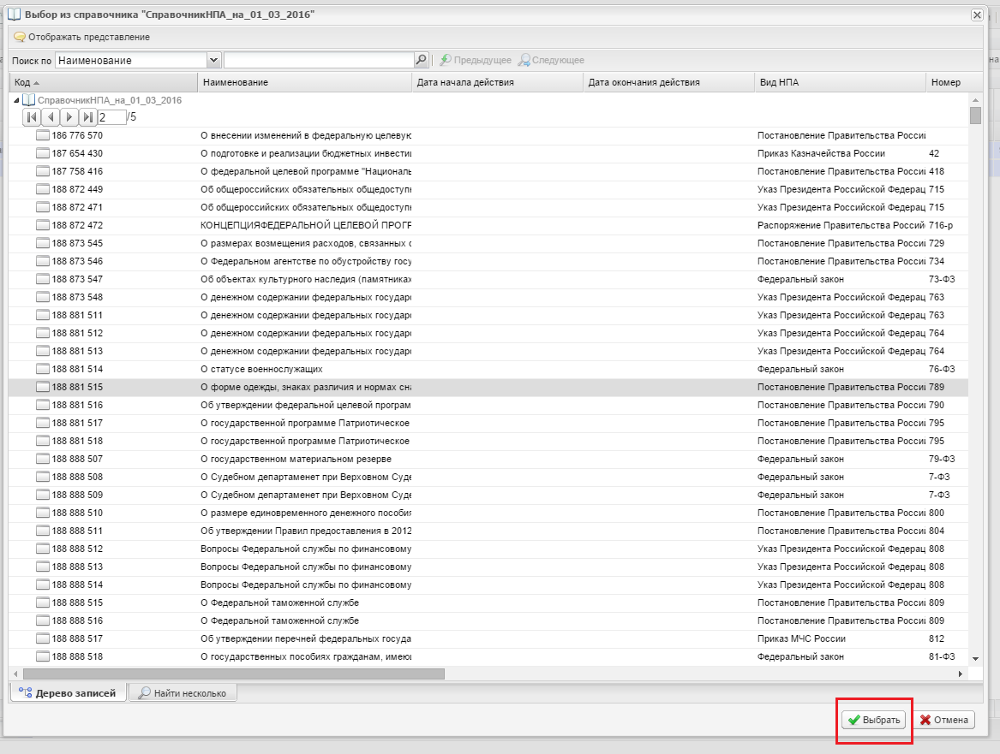 Выбор из справочника "СправочникНПА_на_01_03_2016"
Отображать представление
Поиск по Наименование Предыдущее Следующее
Код Наименование Дата начала действия Дата окончания действия Вид НПА Номер
СправочникНПА_на_01_03_2016
2 /5
186 776 570 О внесении изменений в федеральную целевую Постановление Правительства Росси
187 654 430 О подготовке и реализации бюджетных инвести Приказ Казначейства России 42
187 758 416 О федеральной целевой программе "Националь Постановление Правительства Росси 418
188 872 449 Об общероссийских обязательных общедоступн Указ Президента Российской Федерац 715
188 872 471 Об общероссийских обязательных общедоступн Указ Президента Российской Федерац 715
188 872 472 КОНЦЕПЦИЯФЕДЕРАЛЬНОЙ ЦЕЛЕВОЙ ПРОГР Распоряжение Правительства Россий 716-р
188 873 545 О размерах возмещения расходов, связанных с Постановление Правительства Росси 729
188 873 546 О Федеральном агентстве по обустройству госу Постановление Правительства Росси 734
188 873 547 Об объектах культурного наследия (памятниках Федеральный закон 73-ФЗ
188 873 548 О денежном содержании федеральных государ Указ Президента Российской Федерац 763
188 881 511 О денежном содержании федеральных государ Указ Президента Российской Федерац 763
188 881 512 О денежном содержании федеральных государ Указ Президента Российской Федерац 764
188 881 513 О денежном содержании федеральных государ Указ Президента Российской Федерац 764
188 881 514 О статусе военнослужащих Федеральный закон 76-ФЗ
188 881 515 О форме одежды, знаках различия и нормах сна Постановление Правительства Росси 789
188 881 516 Об утверждении федеральной целевой програм Постановление Правительства Росси 790
188 881 517 О государственной программе Патриотическое Постановление Правительства Росси 795
188 881 518 О государственной программе Патриотическое Постановление Правительства Росси 795
188 888 507 О государственном материальном резерве Федеральный закон 79-ФЗ
188 888 508 О Судебном департаменет при Верховном Суде Федеральный закон 7-ФЗ
188 888 509 О Судебном департаменет при Верховном Суде Федеральный закон 7-ФЗ
188 888 510 О размере единовременного денежного пособия Постановление Правительства Росси 800
188 888 511 Об утверждении Правил предоставления в 2012 Постановление Правительства Росси 804
188 888 512 Вопросы Федеральной службы по финансовому Указ Президента Российской Федерац 808
188 888 513 Вопросы Федеральной службы по финансовому Указ Президента Российской Федерац 808
188 888 514 Вопросы Федеральной службы по финансовому Указ Президента Российской Федерац 808
188 888 515 О Федеральной таможенной службе Постановление Правительства Росси 809
188 888 516 О Федеральной таможенной службе Постановление Правительства Росси 809
188 888 517 Об утверждении перечней федеральных госуда Приказ МЧС России 812
188 888 518 О государственных пособиях гражданам, имею Федеральный закон 81-ФЗ
Дерево записей Найти несколько
Выбрать Отмена